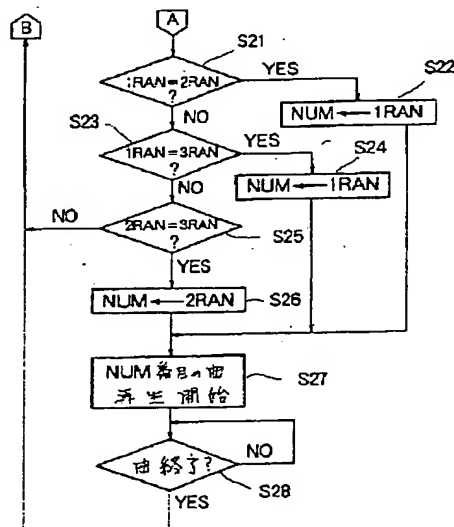 B
A
S21
1RAN=2RAN
?
YES
S22
NUM ← 1RAN
NO
S23
1RAN=3RAN
?
YES
S24
NUM ← 1RAN
NO
NO
2RAN=3RAN
?
S25
YES
NUM ← 2RAN
S26
NUM番目の曲
再生開始
S27
曲終了?
NO
S28
YES